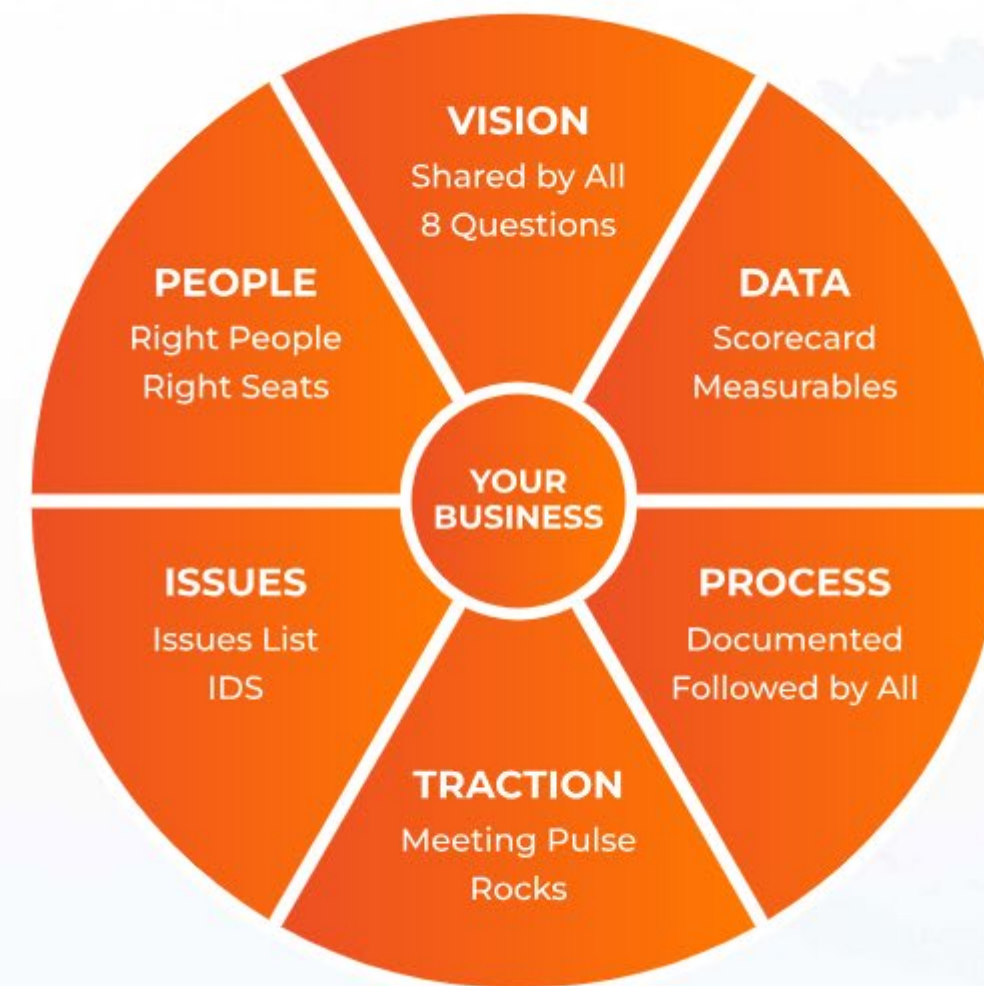 VISION
Shared by All
8 Questions
PEOPLE
Right People
Right Seats
DATA
Scorecard
Measurables
YOUR
BUSINESS
ISSUES
Issues List
IDS
PROCESS
Documented
Followed by All
TRACTION
Meeting Pulse
Rocks